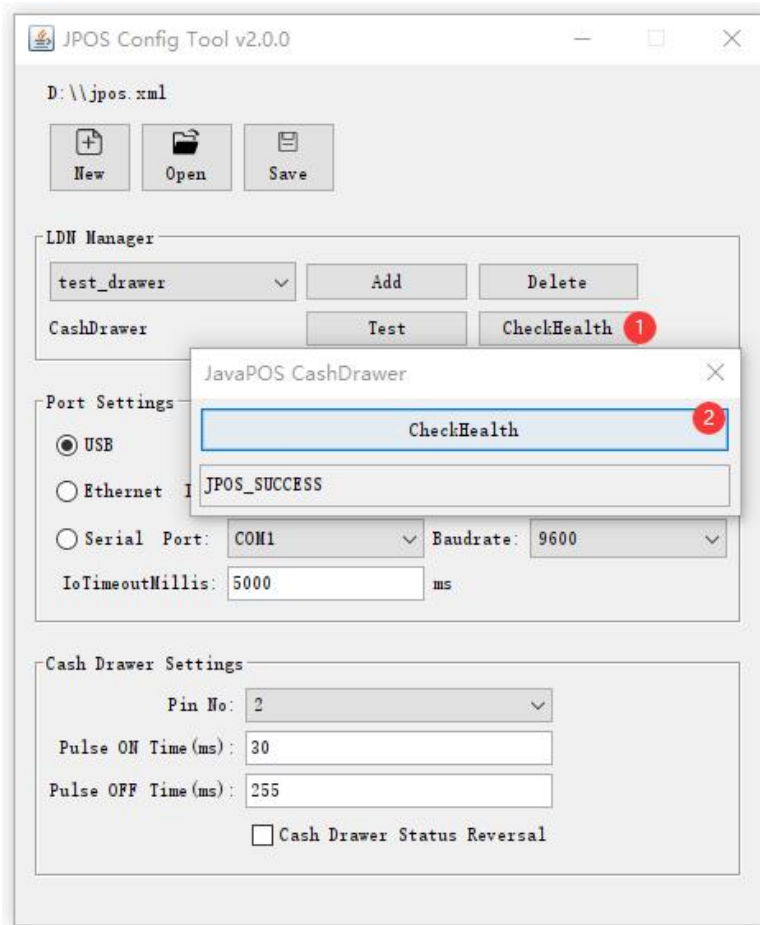 JPOS Config Tool v2.0.0
D:\\jpos.xml
New Open Save
LDN Manager
test_drawer Add Delete
CashDrawer Test CheckHealth 1
JavaPOS CashDrawer
Port Settings
CheckHealth 2
USB
JPOS_SUCCESS
Ethernet I
Serial Port: COM1 Baudrate: 9600
IoTimeoutMillis: 5000 ms
Cash Drawer Settings
Pin No: 2
Pulse ON Time(ms): 30
Pulse OFF Time(ms): 255
Cash Drawer Status Reversal